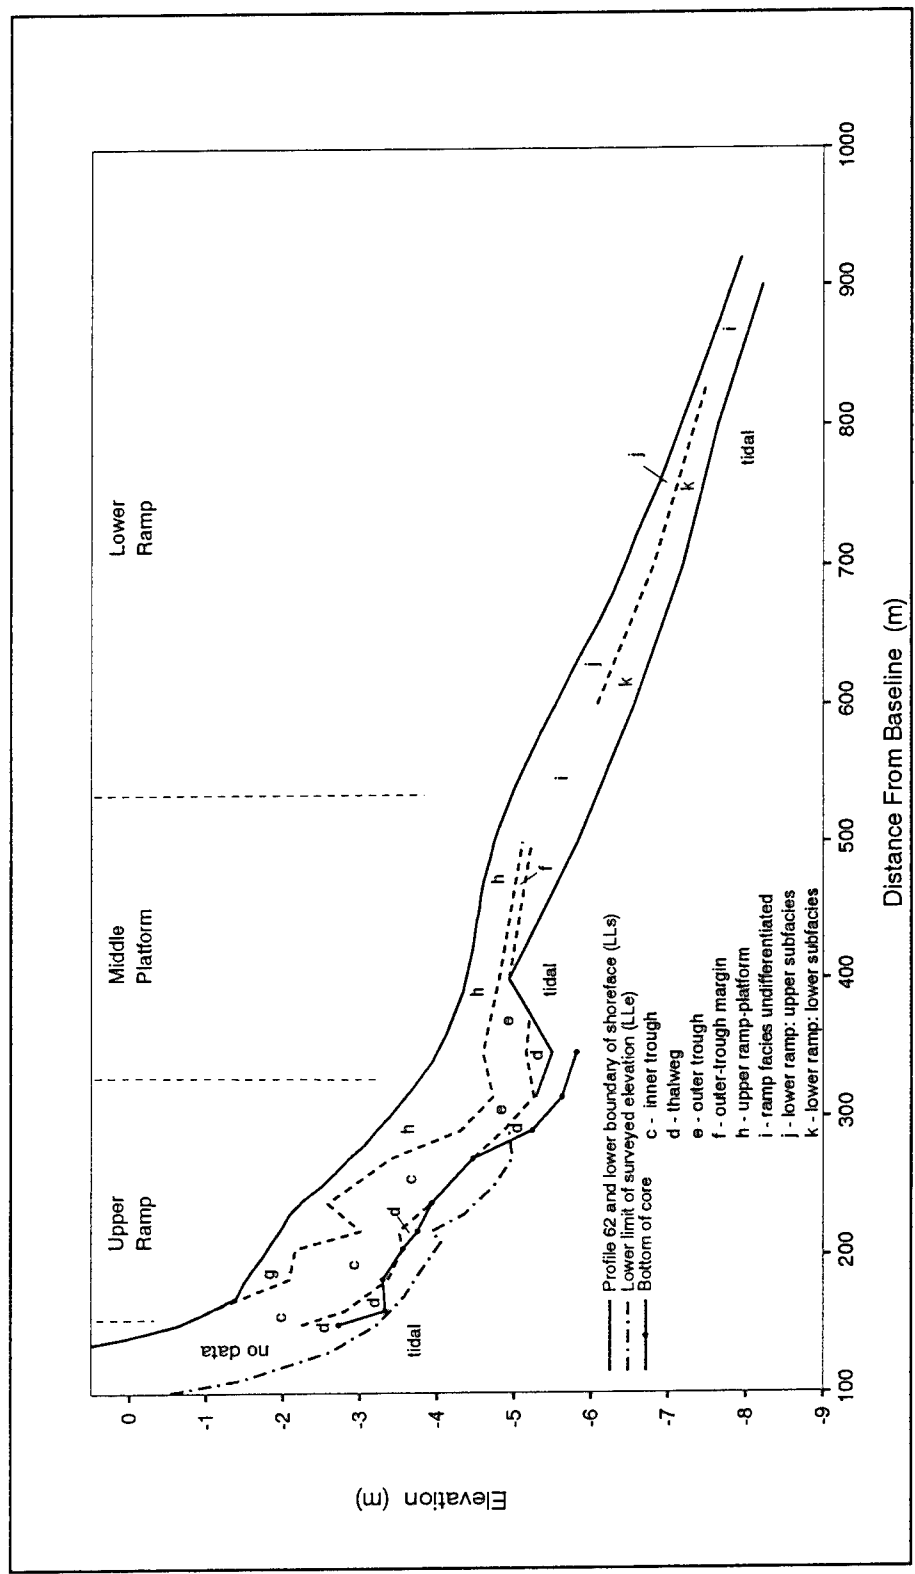 Upper
Ramp
Middle
Platform
Lower
Ramp
Elevation (m)
0
-1
-2
-3
-4
-5
-6
-7
-8
-9
no data
g
c
c
c
d
d
d
d
d
h
h
h
e
e
f
i
j
k
j
k
i
tidal
tidal
tidal
Profile 62 and lower boundary of shoreface (LLs)
Lower limit of surveyed elevation (LLe)
Bottom of core
c - inner trough
d - thalweg
e - outer trough
f - outer-trough margin
h - upper ramp-platform
i - ramp facies undifferentiated
j - lower ramp: upper subfacies
k - lower ramp: lower subfacies
100
200
300
400
500
600
700
800
900
1000
Distance From Baseline (m)